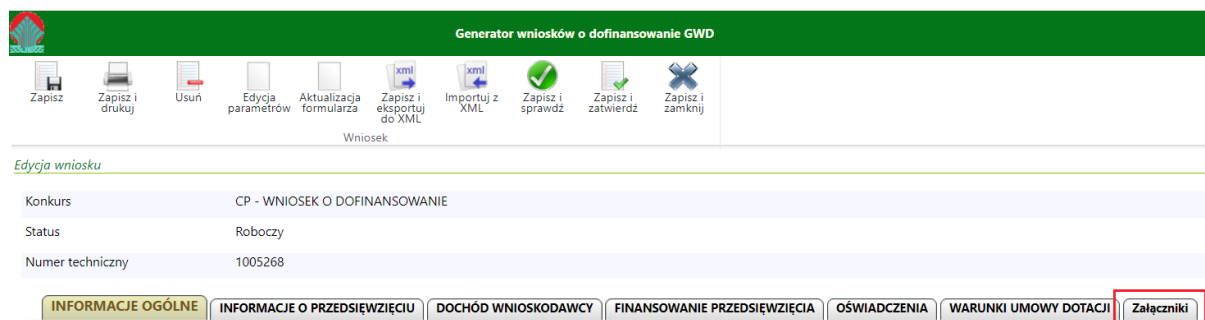 Generator wniosków o dofinansowanie GWD
Zapisz
Zapisz i
drukuj
Usuń
Edycja
parametrów
Aktualizacja
formularza
xml
Zapisz i
eksportuj
do XML
xml
Importuj z
XML
Zapisz i
sprawdź
Zapisz i
zatwierdź
Zapisz i
zamknij
Wniosek
Edycja wniosku
Konkurs CP - WNIOSEK O DOFINANSOWANIE
Status Roboczy
Numer techniczny 1005268
INFORMACJE OGÓLNE INFORMACJE O PRZEDSIĘWZIĘCIU DOCHÓD WNIOSKODAWCY FINANSOWANIE PRZEDSIĘWZIĘCIA OŚWIADCZENIA WARUNKI UMOWY DOTACJI Załączniki